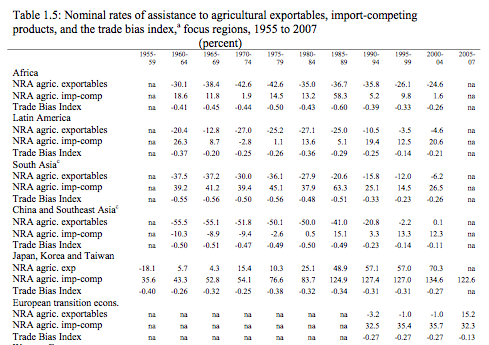 Table 1.5: Nominal rates of assistance to agricultural exportables, import-competing
products, and the trade bias index,a focus regions, 1955 to 2007
(percent)
1955- 1960- 1965- 1970- 1975- 1980- 1985- 1990- 1995- 2000- 2005-
59 64 69 74 79 84 89 94 99 04 07
Africa
NRA agric. exportables na -30.1 -38.4 -42.6 -42.6 -35.0 -36.7 -35.8 -26.1 -24.6 na
NRA agric. imp-comp na 18.6 11.8 1.9 14.5 13.2 58.3 5.2 9.8 1.6 na
Trade Bias Index na -0.41 -0.45 -0.44 -0.50 -0.43 -0.60 -0.39 -0.33 -0.26 na
Latin America
NRA agric. exportables na -20.4 -12.8 -27.0 -25.2 -27.1 -25.0 -10.5 -3.5 -4.6 na
NRA agric. imp-comp na 26.3 8.7 -2.8 1.1 13.6 5.1 19.4 12.5 20.6 na
Trade Bias Index na -0.37 -0.20 -0.25 -0.26 -0.36 -0.29 -0.25 -0.14 -0.21 na
South Asiac
NRA agric. exportables na -37.5 -37.2 -30.0 -36.1 -27.9 -20.6 -15.8 -12.0 -6.2 na
NRA agric. imp-comp na 39.2 41.2 39.4 45.1 37.9 63.3 25.1 14.5 26.5 na
Trade Bias Index na -0.55 -0.56 -0.50 -0.56 -0.48 -0.51 -0.33 -0.23 -0.26 na
China and Southeast Asiac
NRA agric. exportables na -55.5 -55.1 -51.8 -50.1 -50.0 -41.0 -20.8 -2.2 0.1 na
NRA agric. imp-comp na -10.3 -8.9 -9.4 -2.6 0.5 15.1 3.3 13.3 12.3 na
Trade Bias Index na -0.50 -0.51 -0.47 -0.49 -0.50 -0.49 -0.23 -0.14 -0.11 na
Japan, Korea and Taiwan
NRA agric. exp -18.1 5.7 4.3 15.4 10.3 25.1 48.9 57.1 57.0 70.3 na
NRA agric. imp-comp 35.6 43.3 52.8 54.1 76.6 83.7 124.9 127.4 127.0 134.6 122.6
Trade Bias Index -0.40 -0.26 -0.32 -0.25 -0.38 -0.32 -0.34 -0.31 -0.31 -0.27 na
European transition econs.
NRA agric. exportables na na na na na na na -3.2 -1.0 -1.0 15.2
NRA agric. imp-comp na na na na na na na 32.5 35.4 35.7 32.3
Trade Bias Index na na na na na na na -0.27 -0.27 -0.27 -0.13